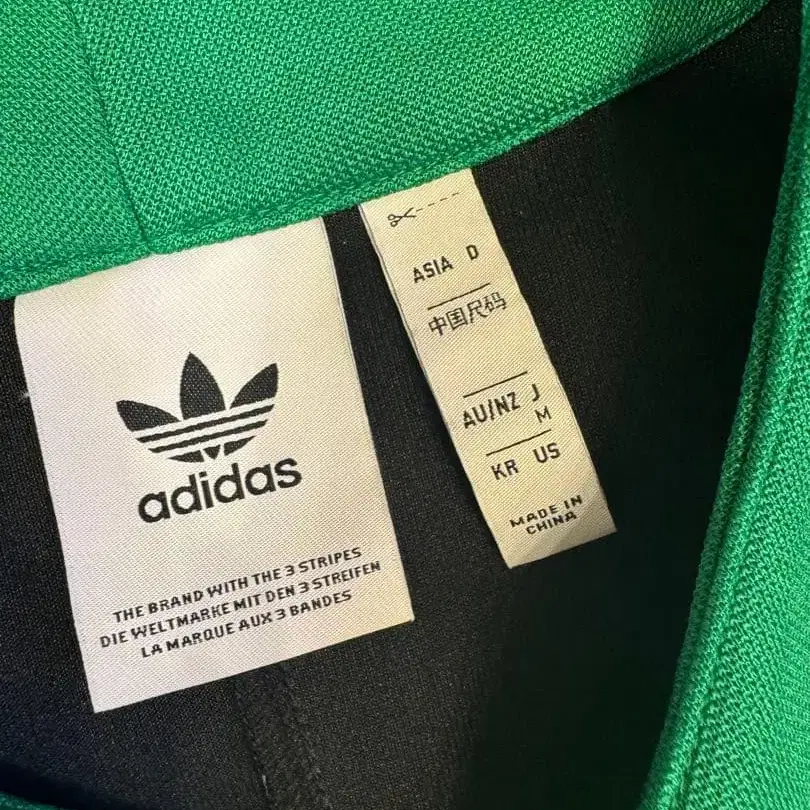 adidas
THE BRAND WITH THE 3 STRIPES
DIE WELTMARKE MIT DEN 3 STREIFEN
LA MARQUE AUX 3 BANDES
ASIA D
中国尺码
AU/NZ J
M
KR US
MADE IN
CHINA